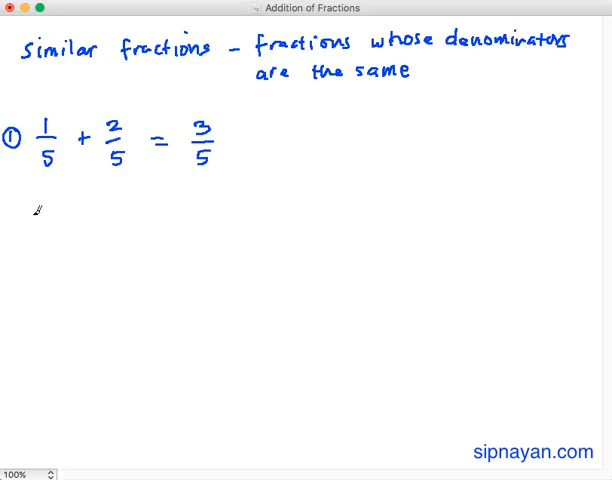 Addition of Fractions
Similar fractions - fractions whose denominators
are the same
① 1/5 + 2/5 = 3/5
sipnayan.com
100%